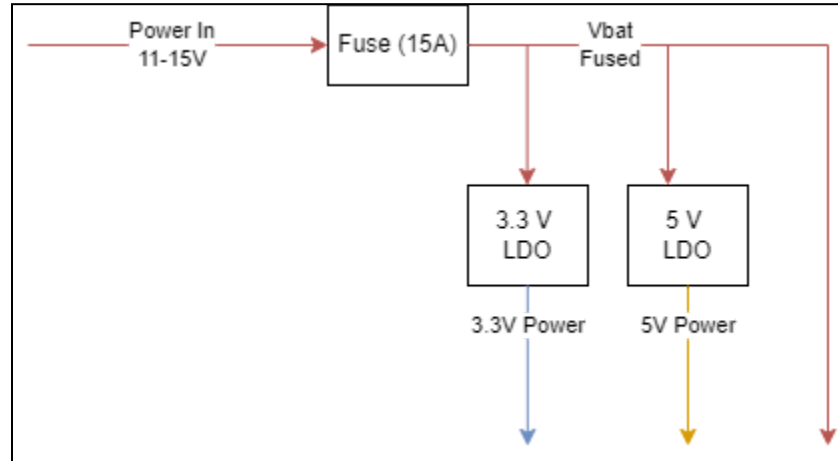 Power In
11-15V
Fuse (15A)
Vbat
Fused
3.3 V
LDO
5 V
LDO
3.3V Power
5V Power